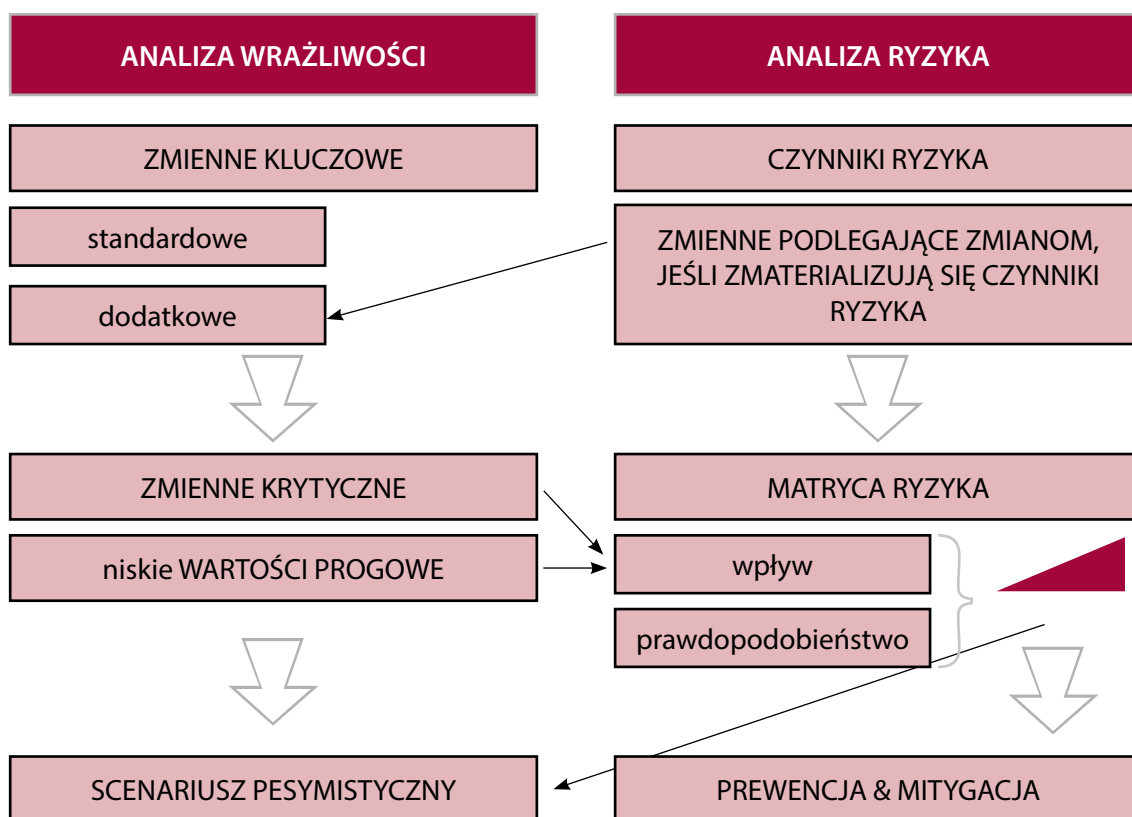 ANALIZA WRAŻLIWOŚCI
ZMIENNE KLUCZOWE
standardowe
dodatkowe
ZMIENNE KRYTYCZNE
niskie WARTOŚCI PROGOWE
SCENARIUSZ PESYMISTYCZNY
ANALIZA RYZYKA
CZYNNIKI RYZYKA
ZMIENNE PODLEGAJĄCE ZMIANOM,
JEŚLI ZMATERIALIZUJĄ SIĘ CZYNNIKI
RYZYKA
MATRYCA RYZYKA
wpływ
prawdopodobieństwo
PREWENCJA & MITYGACJA